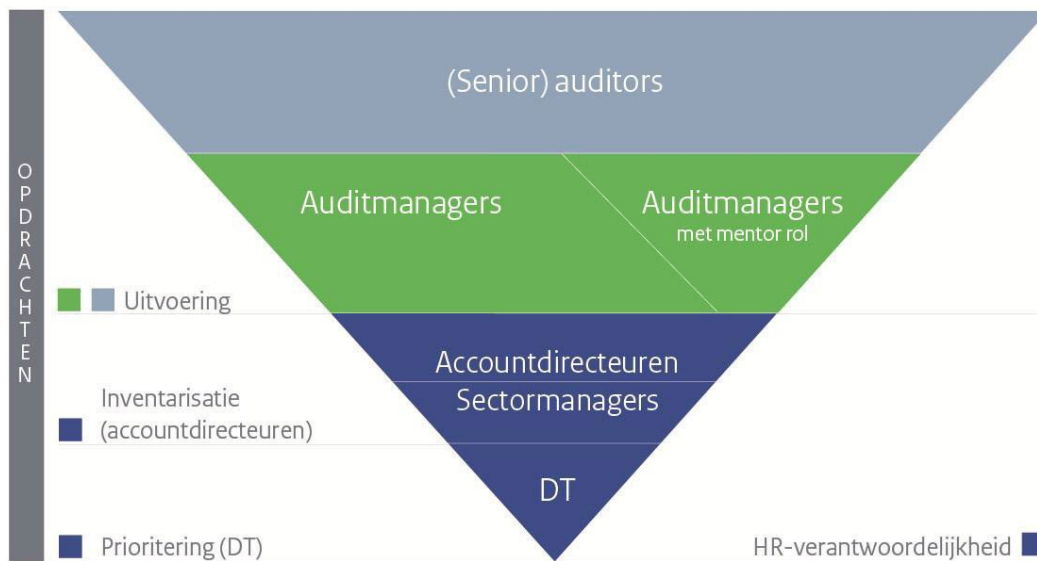 OPDRACHTEN
(Senior) auditors
Auditmanagers
Auditmanagers
met mentor rol
Uitvoering
Accountdirecteuren
Sectormanagers
Inventarisatie
(accountdirecteuren)
DT
Prioritering (DT)
HR-verantwoordelijkheid